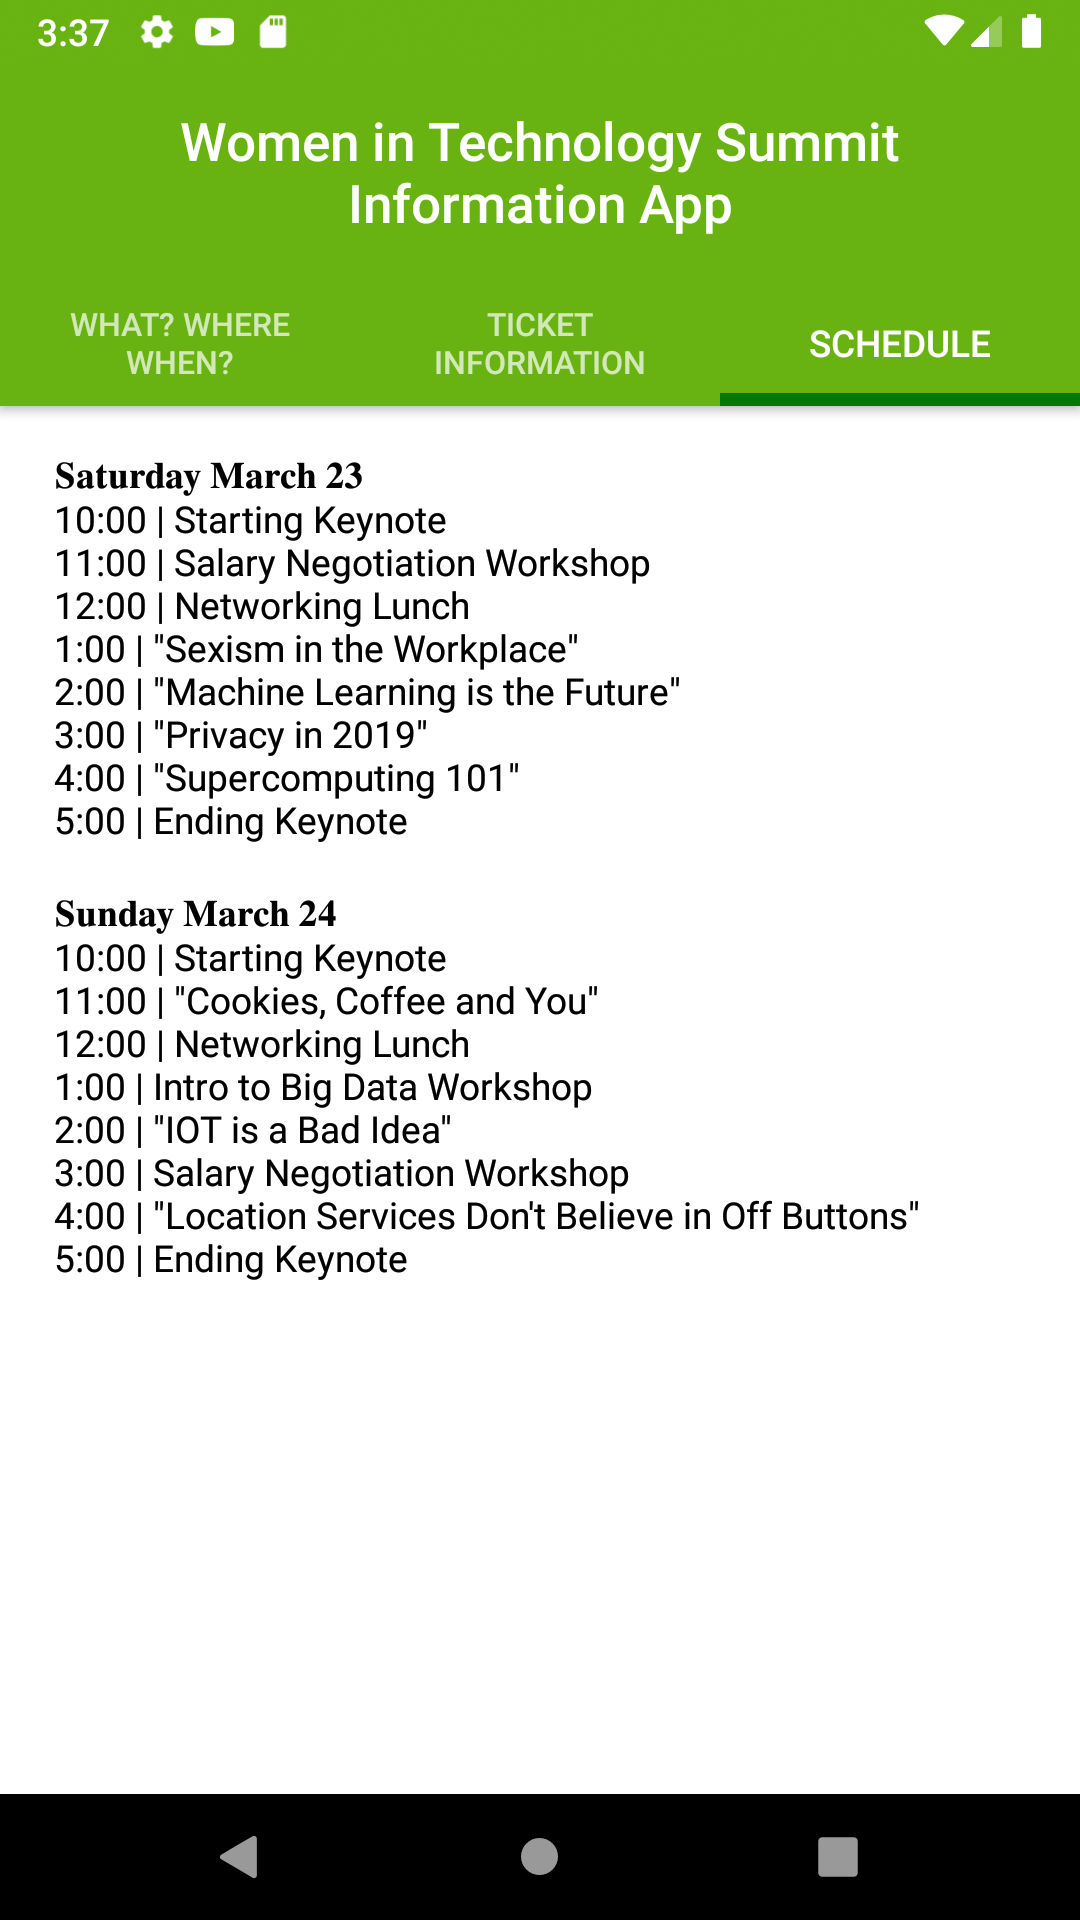 3:37
Women in Technology Summit
Information App
WHAT? WHERE
WHEN?
TICKET
INFORMATION
SCHEDULE
Saturday March 23
10:00 | Starting Keynote
11:00 | Salary Negotiation Workshop
12:00 | Networking Lunch
1:00 | "Sexism in the Workplace"
2:00 | "Machine Learning is the Future"
3:00 | "Privacy in 2019"
4:00 | "Supercomputing 101"
5:00 | Ending Keynote
Sunday March 24
10:00 | Starting Keynote
11:00 | "Cookies, Coffee and You"
12:00 | Networking Lunch
1:00 | Intro to Big Data Workshop
2:00 | "IOT is a Bad Idea"
3:00 | Salary Negotiation Workshop
4:00 | "Location Services Don't Believe in Off Buttons"
5:00 | Ending Keynote